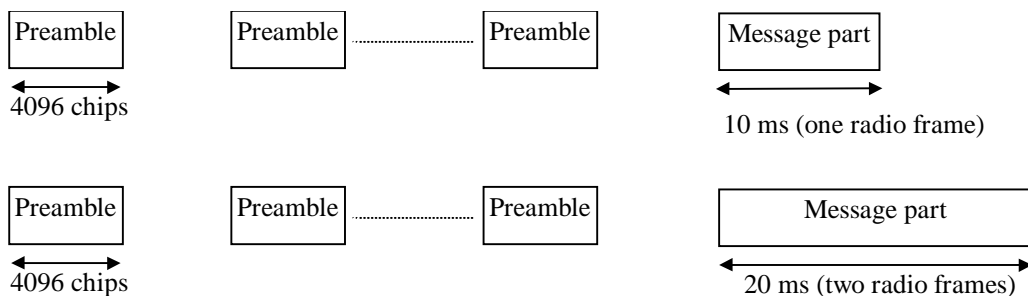 Preamble Preamble Preamble Message part
4096 chips
10 ms (one radio frame)
Preamble Preamble Preamble Message part
4096 chips
20 ms (two radio frames)